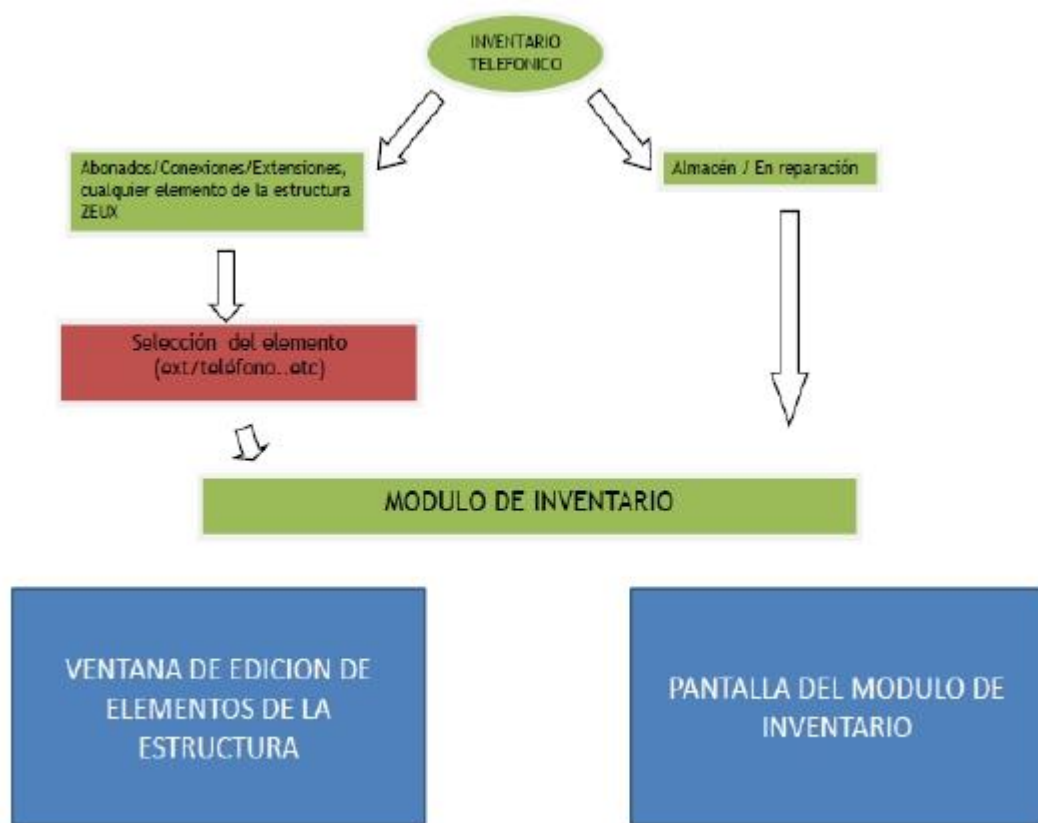 INVENTARIO
TELEFONICO
Abonados/Conexiones/Extensiones,
cualquier elemento de la estructura
ZEUX
Almacén / En reparación
Selección del elemento
(ext/teléfono..etc)
MODULO DE INVENTARIO
VENTANA DE EDICION DE
ELEMENTOS DE LA
ESTRUCTURA
PANTALLA DEL MODULO DE
INVENTARIO